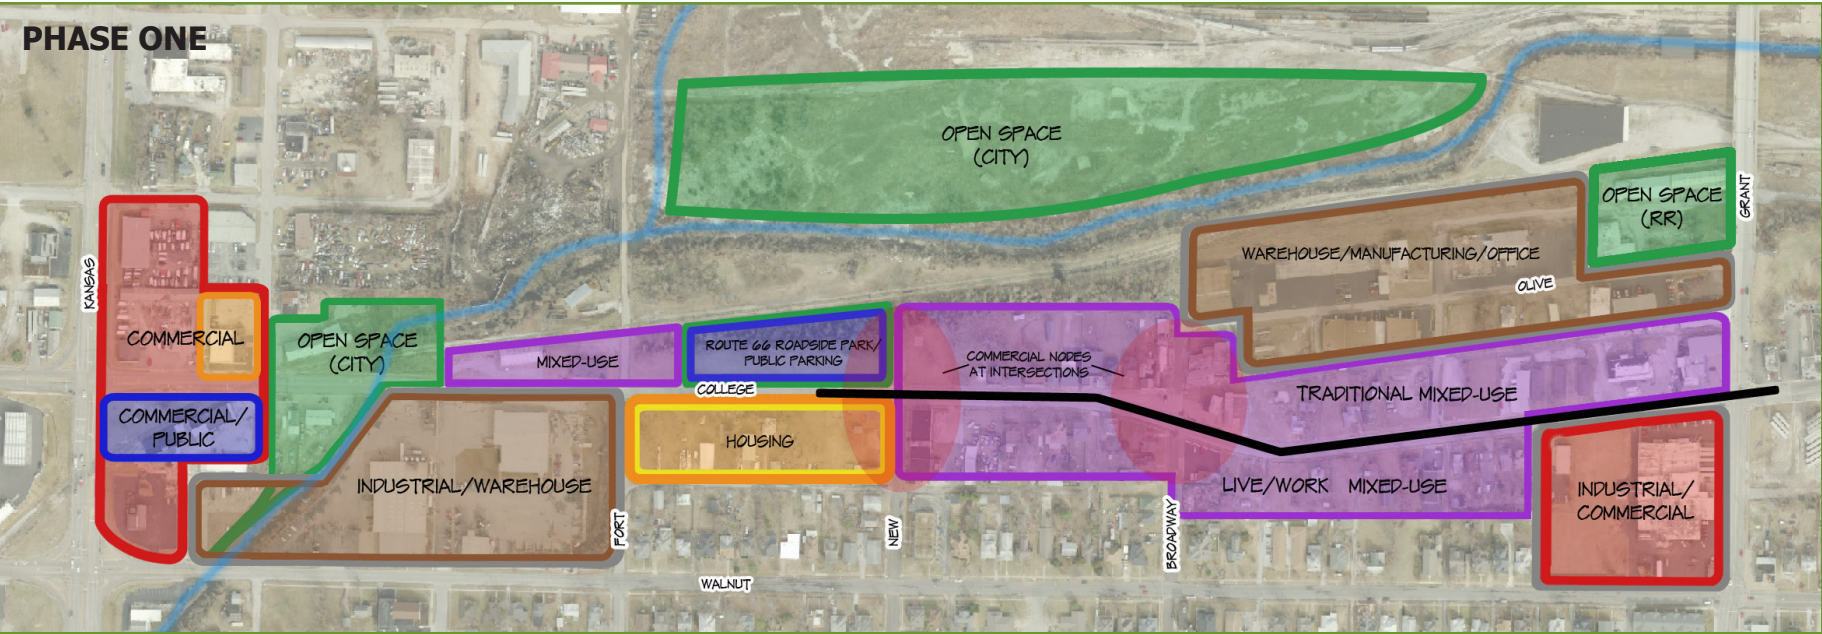 PHASE ONE
OPEN SPACE
(CITY)
OPEN SPACE
(RR)
GRANT
WAREHOUSE/MANUFACTURING/OFFICE
OLIVE
KANSAS
COMMERCIAL
OPEN SPACE
(CITY)
MIXED-USE
ROUTE 66 ROADSIDE PARK/
PUBLIC PARKING
COMMERCIAL NODES
AT INTERSECTIONS
COLLEGE
TRADITIONAL MIXED-USE
COMMERCIAL/
PUBLIC
HOUSING
INDUSTRIAL/WAREHOUSE
LIVE/WORK MIXED-USE
INDUSTRIAL/
COMMERCIAL
FORT
NEW
BROADWAY
WALNUT